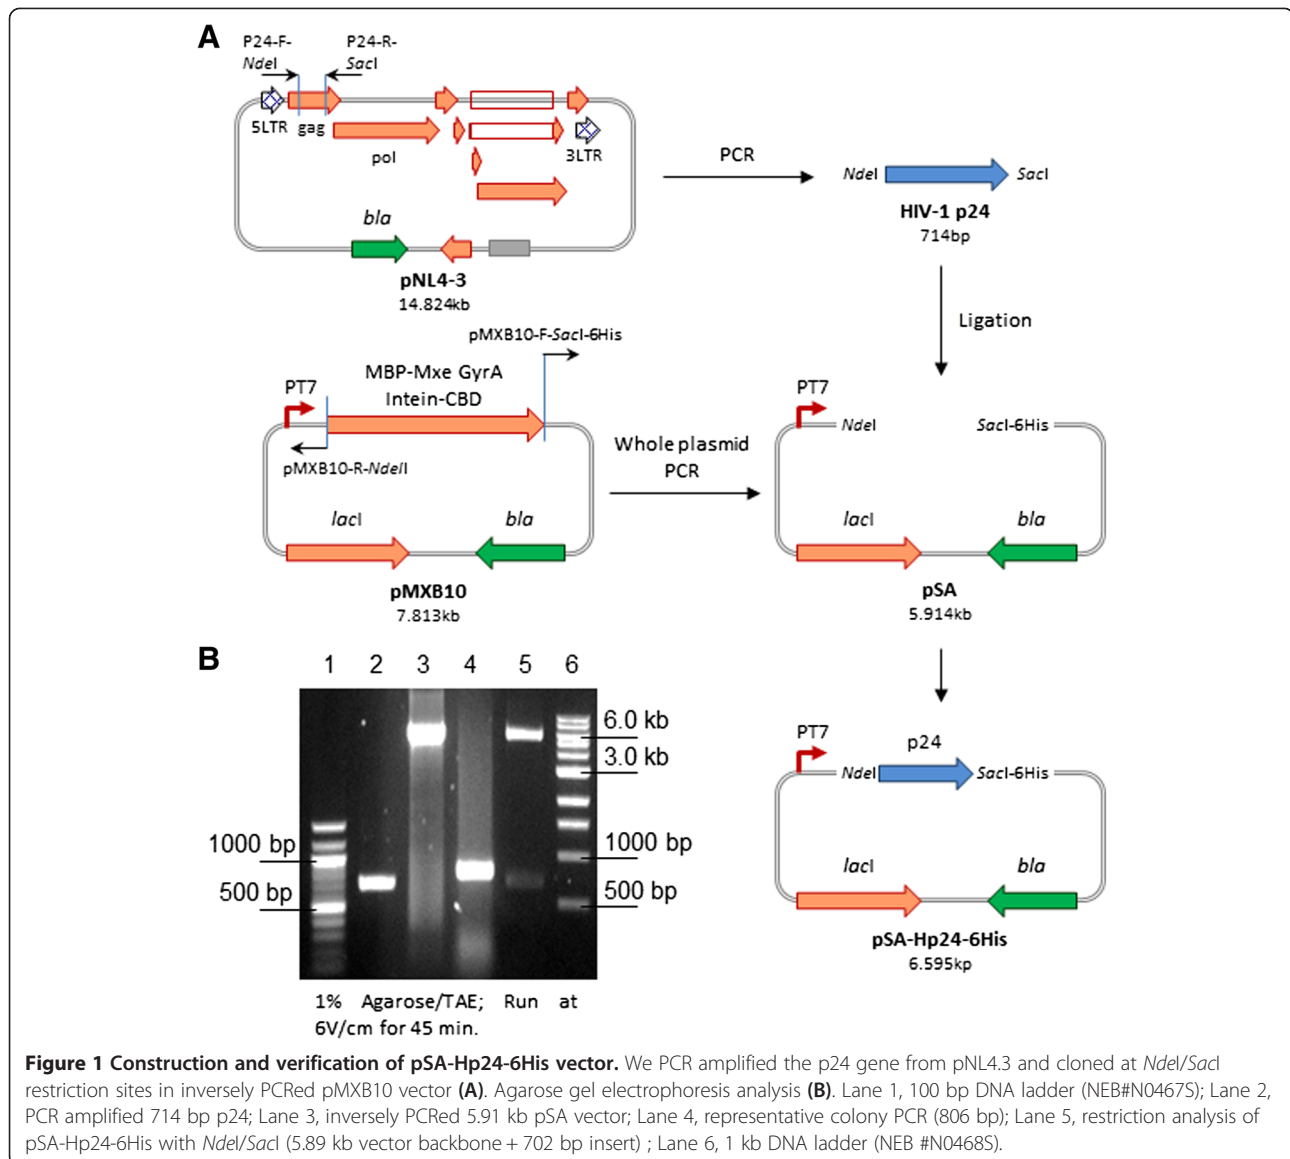 A
P24-F-
NdeI
P24-R-
SacI
5LTR
gag
pol
3LTR
bla
pNL4-3
14.824kb
PCR
NdeI
SacI
HIV-1 p24
714bp
Ligation
pMXB10-F-SacI-6His
MBP-Mxe GyrA
Intein-CBD
PT7
pMXB10-R-NdeII
lacI
bla
pMXB10
7.813kb
Whole plasmid
PCR
PT7
NdeI
SacI-6His
lacI
bla
pSA
5.914kb
PT7
p24
NdeI
SacI-6His
lacI
bla
pSA-Hp24-6His
6.595kp
B
1 2 3 4 5 6
6.0 kb
3.0 kb
1000 bp
1000 bp
500 bp
500 bp
1% Agarose/TAE; Run at
6V/cm for 45 min.
Figure 1 Construction and verification of pSA-Hp24-6His vector. We PCR amplified the p24 gene from pNL4.3 and cloned at NdeI/SacI
restriction sites in inversely PCRed pMXB10 vector (A). Agarose gel electrophoresis analysis (B). Lane 1, 100 bp DNA ladder (NEB#N0467S); Lane 2,
PCR amplified 714 bp p24; Lane 3, inversely PCRed 5.91 kb pSA vector; Lane 4, representative colony PCR (806 bp); Lane 5, restriction analysis of
pSA-Hp24-6His with NdeI/SacI (5.89 kb vector backbone + 702 bp insert) ; Lane 6, 1 kb DNA ladder (NEB #N0468S).